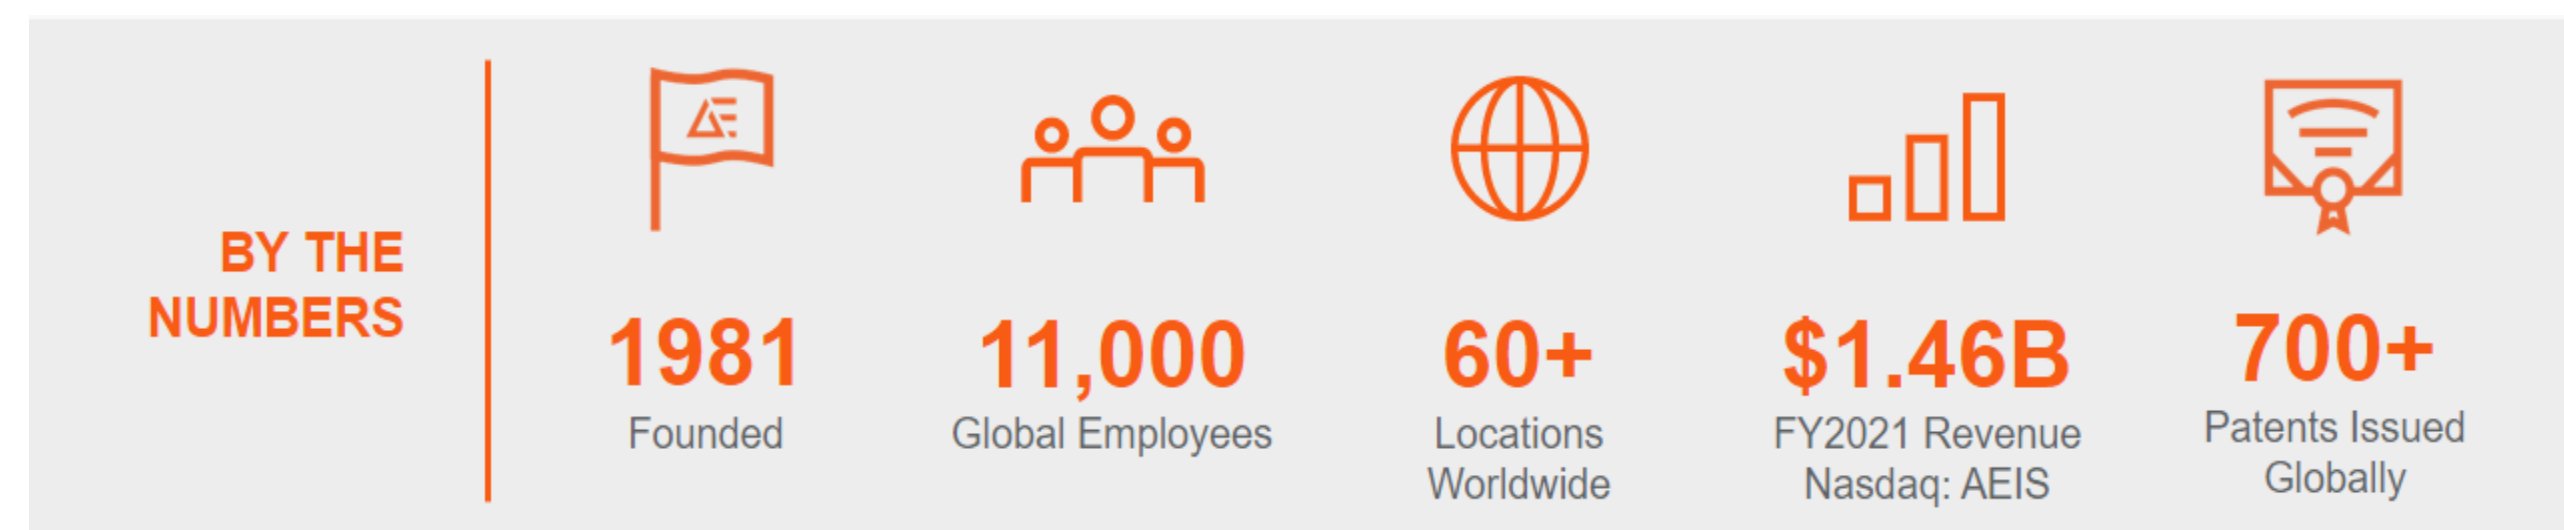 BY THE
NUMBERS
AE
1981
Founded
11,000
Global Employees
60+
Locations
Worldwide
$1.46B
FY2021 Revenue
Nasdaq: AEIS
700+
Patents Issued
Globally